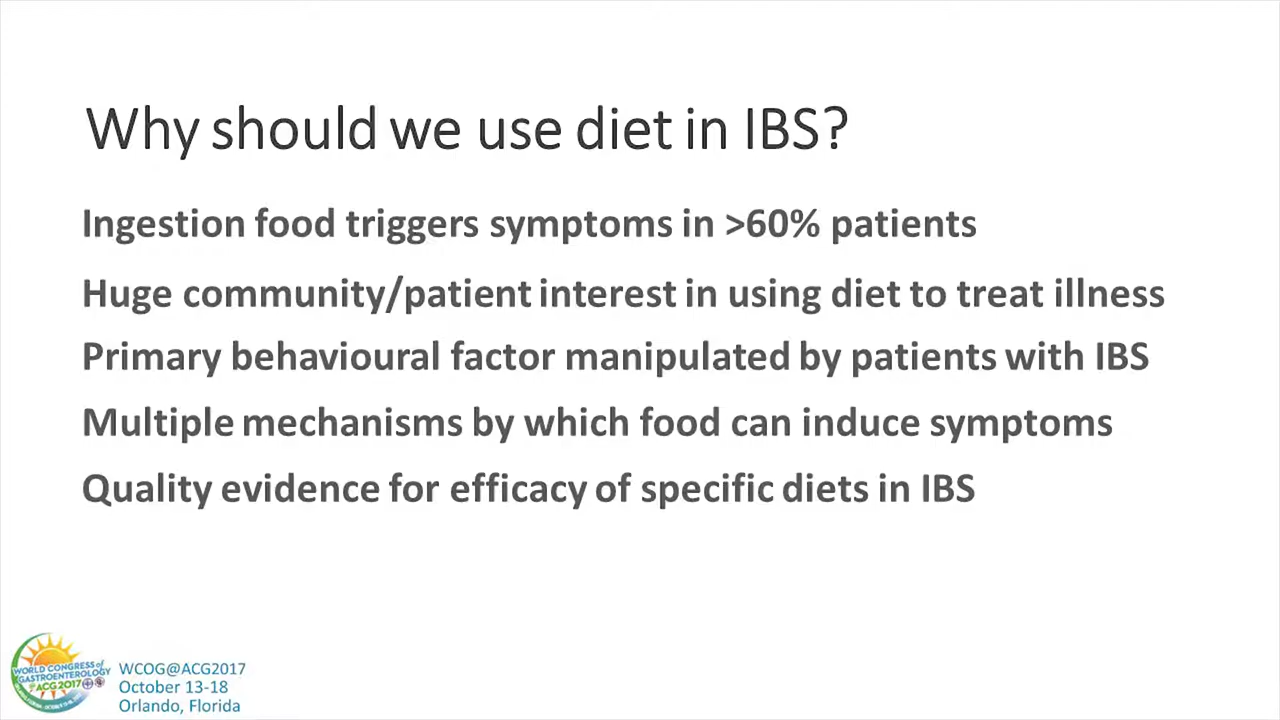 Why should we use diet in IBS?
Ingestion food triggers symptoms in >60% patients
Huge community/patient interest in using diet to treat illness
Primary behavioural factor manipulated by patients with IBS
Multiple mechanisms by which food can induce symptoms
Quality evidence for efficacy of specific diets in IBS
WORLD CONGRESS of
GASTROENTEROLOGY
ACG2017
WCOG@ACG2017
October 13-18
Orlando, Florida